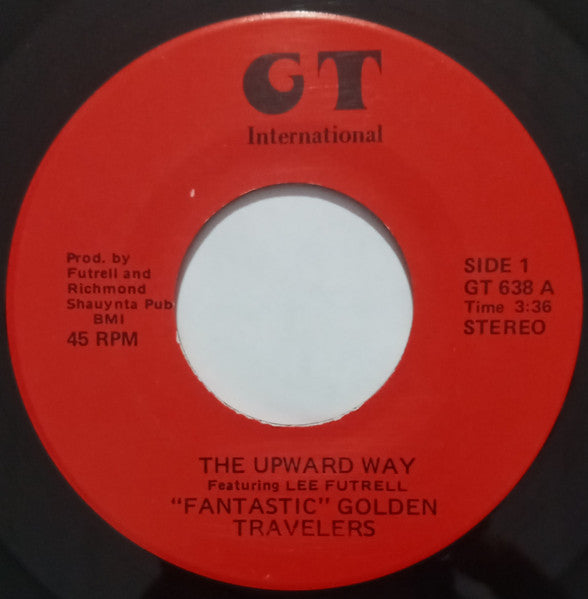 GT
International
Prod. by
Futrell and
Richmond
Shauynta Pub
BMI
45 RPM
SIDE 1
GT 638 A
Time 3:36
STEREO
THE UPWARD WAY
Featuring LEE FUTRELL
"FANTASTIC" GOLDEN
TRAVELERS